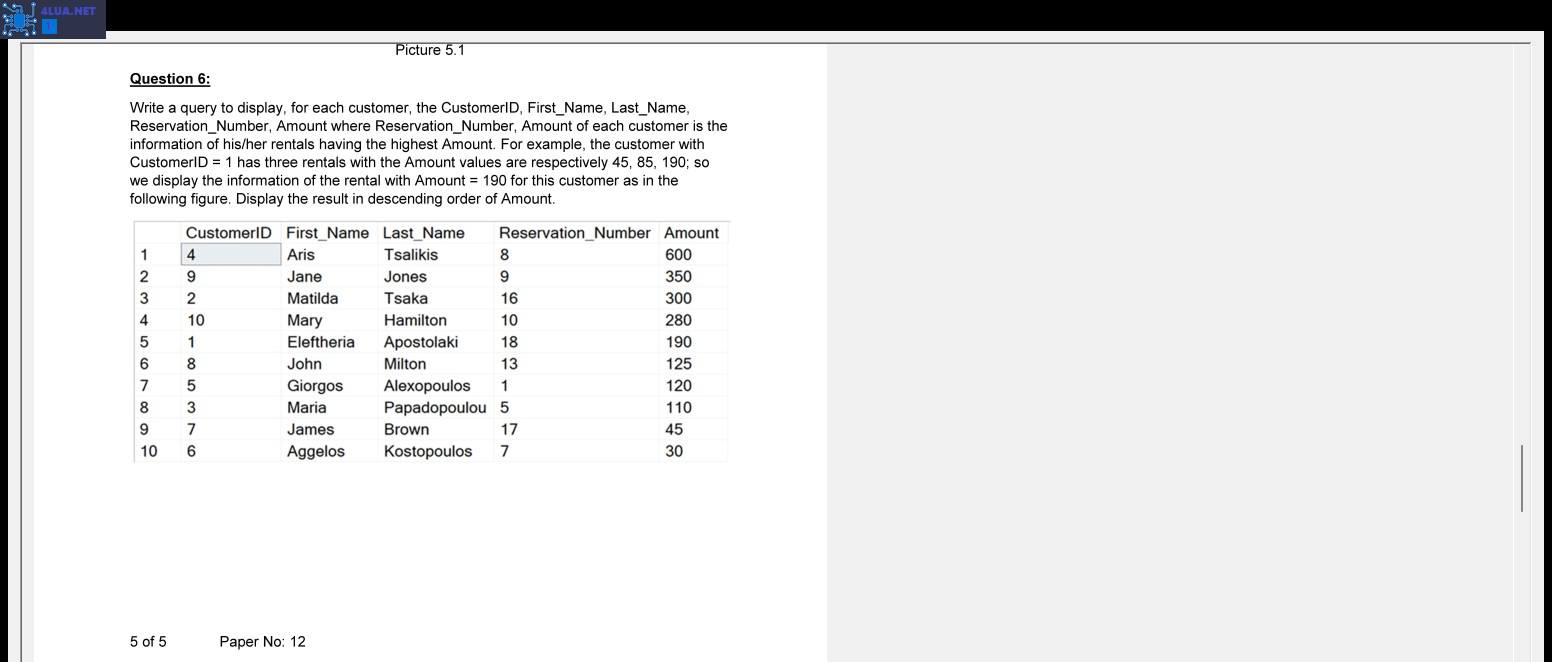 4LUA.NET
Picture 5.1
Question 6:
Write a query to display, for each customer, the CustomerID, First_Name, Last_Name,
Reservation_Number, Amount where Reservation_Number, Amount of each customer is the
information of his/her rentals having the highest Amount. For example, the customer with
CustomerID = 1 has three rentals with the Amount values are respectively 45, 85, 190; so
we display the information of the rental with Amount = 190 for this customer as in the
following figure. Display the result in descending order of Amount.
CustomerID First_Name Last_Name Reservation_Number Amount
1 4 Aris Tsalikis 8 600
2 9 Jane Jones 9 350
3 2 Matilda Tsaka 16 300
4 10 Mary Hamilton 10 280
5 1 Eleftheria Apostolaki 18 190
6 8 John Milton 13 125
7 5 Giorgos Alexopoulos 1 120
8 3 Maria Papadopoulou 5 110
9 7 James Brown 17 45
10 6 Aggelos Kostopoulos 7 30
5 of 5 Paper No: 12